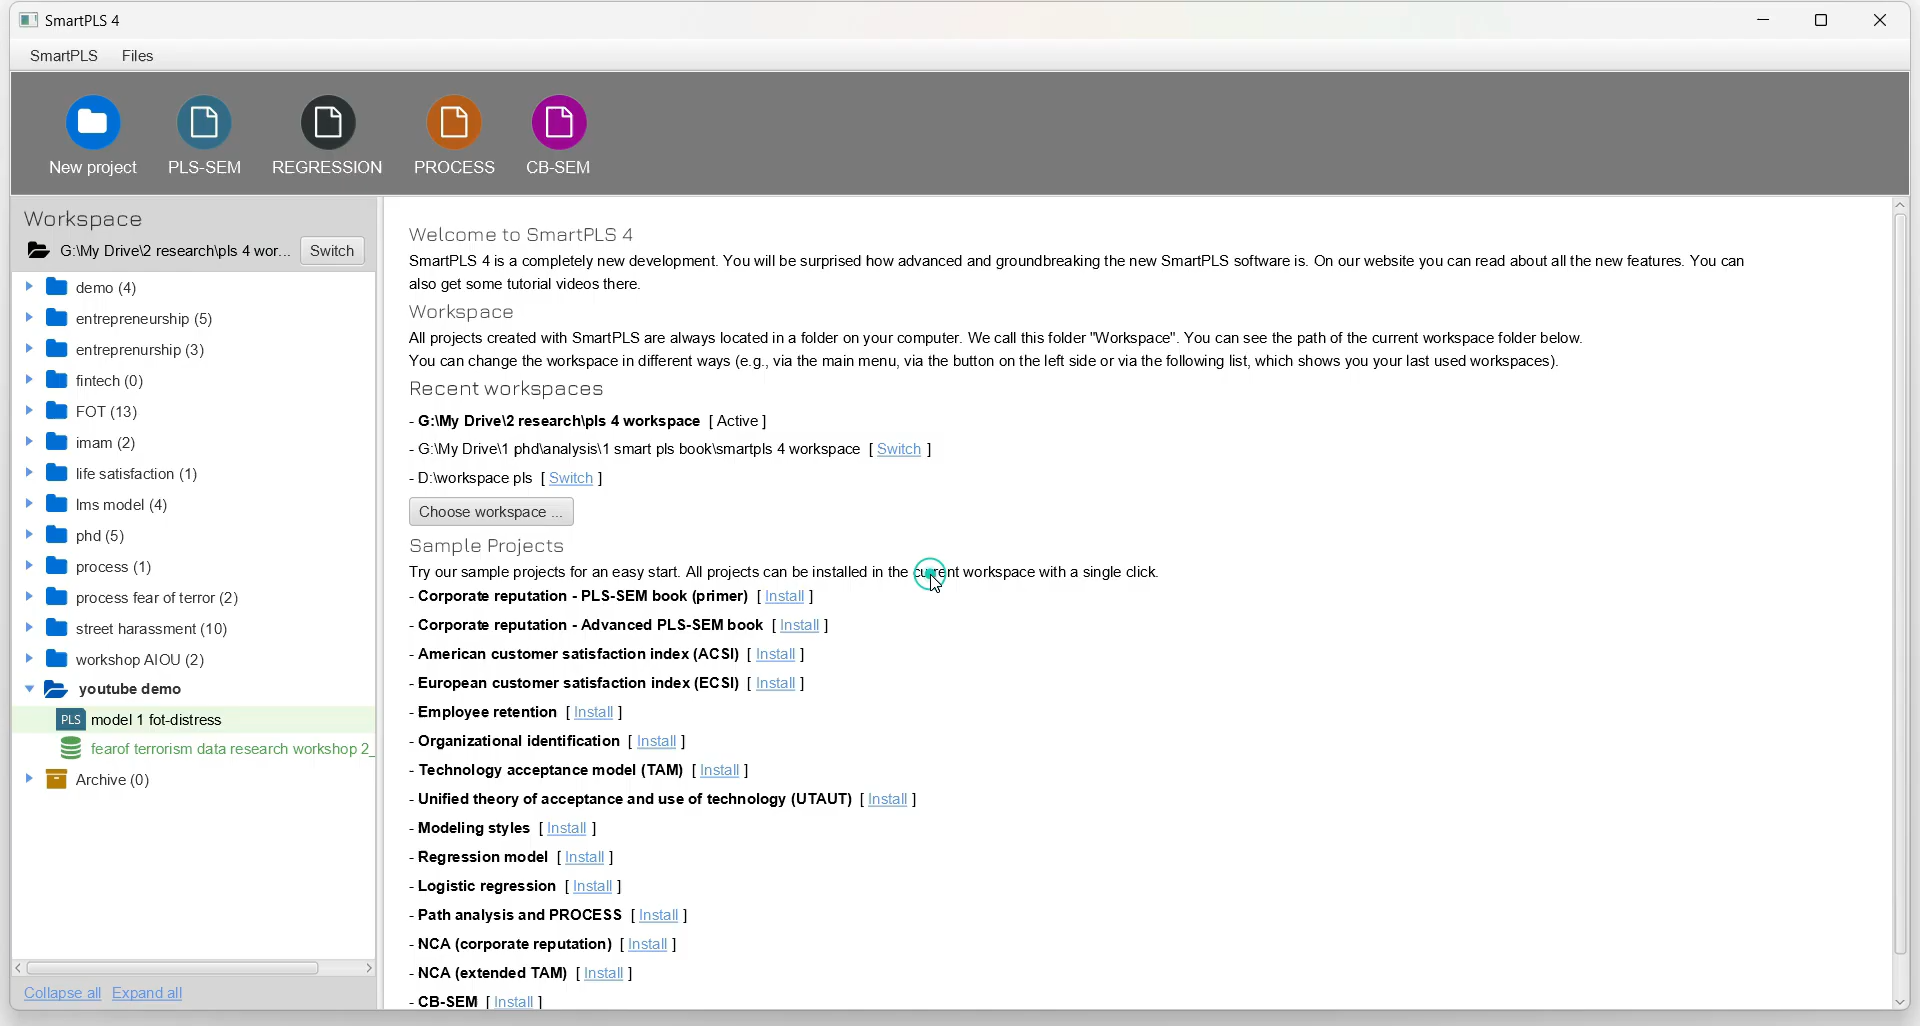 SmartPLS 4
SmartPLS Files
New project PLS-SEM REGRESSION PROCESS CB-SEM
Workspace
G:\My Drive\2 research\pls 4 wor... Switch
demo (4)
entrepreneurship (5)
entreprenurship (3)
fintech (0)
FOT (13)
imam (2)
life satisfaction (1)
lms model (4)
phd (5)
process (1)
process fear of terror (2)
street harassment (10)
workshop AIOU (2)
youtube demo
PLS model 1 fot-distress
fearof terrorism data research workshop 2_
Archive (0)
Collapse all Expand all
Welcome to SmartPLS 4
SmartPLS 4 is a completely new development. You will be surprised how advanced and groundbreaking the new SmartPLS software is. On our website you can read about all the new features. You can
also get some tutorial videos there.
Workspace
All projects created with SmartPLS are always located in a folder on your computer. We call this folder "Workspace". You can see the path of the current workspace folder below.
You can change the workspace in different ways (e.g., via the main menu, via the button on the left side or via the following list, which shows you your last used workspaces).
Recent workspaces
- G:\My Drive\2 research\pls 4 workspace [ Active ]
- G:\My Drive\1 phd\analysis\1 smart pls book\smartpls 4 workspace [ Switch ]
- D:\workspace pls [ Switch ]
Choose workspace ...
Sample Projects
Try our sample projects for an easy start. All projects can be installed in the current workspace with a single click.
- Corporate reputation - PLS-SEM book (primer) [ Install ]
- Corporate reputation - Advanced PLS-SEM book [ Install ]
- American customer satisfaction index (ACSI) [ Install ]
- European customer satisfaction index (ECSI) [ Install ]
- Employee retention [ Install ]
- Organizational identification [ Install ]
- Technology acceptance model (TAM) [ Install ]
- Unified theory of acceptance and use of technology (UTAUT) [ Install ]
- Modeling styles [ Install ]
- Regression model [ Install ]
- Logistic regression [ Install ]
- Path analysis and PROCESS [ Install ]
- NCA (corporate reputation) [ Install ]
- NCA (extended TAM) [ Install ]
- CB-SEM [ Install ]